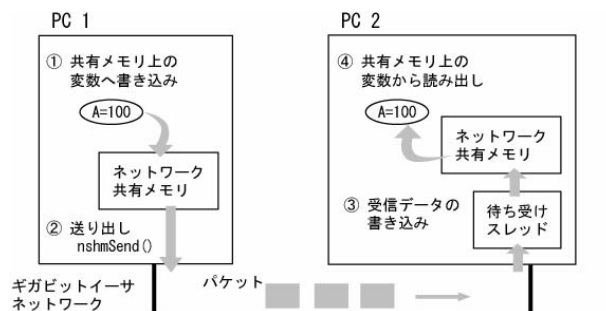 PC 1
① 共有メモリ上の
変数へ書き込み
A=100
ネットワーク
共有メモリ
② 送り出し
nshmSend()
ギガビットイーサ
ネットワーク
パケット
PC 2
④ 共有メモリ上の
変数から読み出し
A=100
ネットワーク
共有メモリ
③ 受信データの
書き込み
待ち受け
スレッド